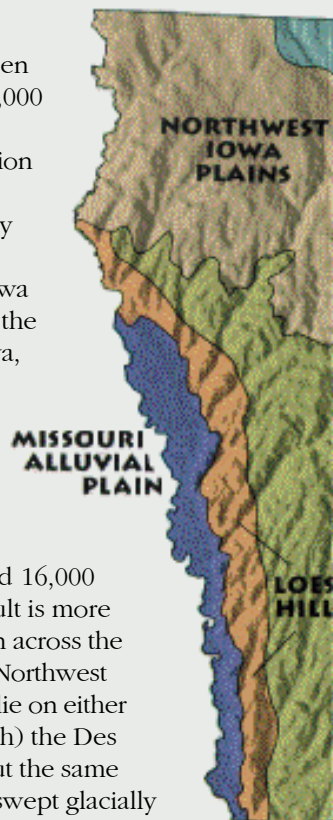 en
,000
ion
y
wa
the
va,
d 16,000
ult is more
n across the
Northwest
lie on either
h) the Des
ut the same
swept glacially
NORTHWEST
IOWA
PLAINS
MISSOURI
ALLUVIAL
PLAIN
LOES
HILL